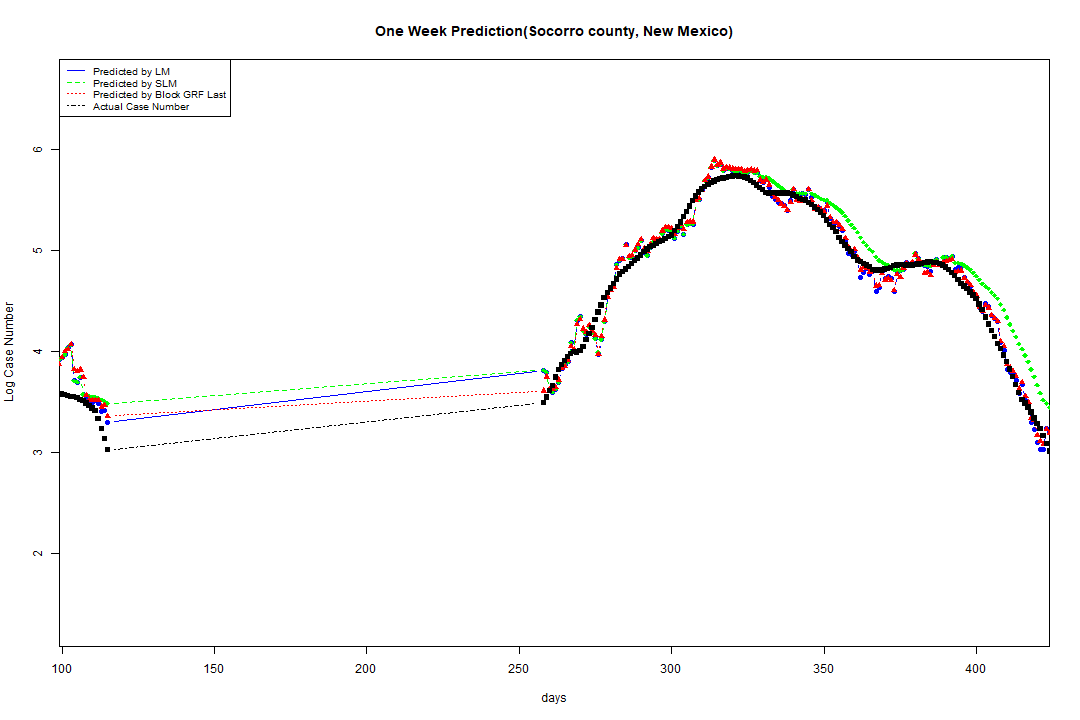 One Week Prediction(Socorro county, New Mexico)
Predicted by LM
Predicted by SLM
Predicted by Block GRF Last
Actual Case Number
6
5
4
3
2
Log Case Number
100 150 200 250 300 350 400
days